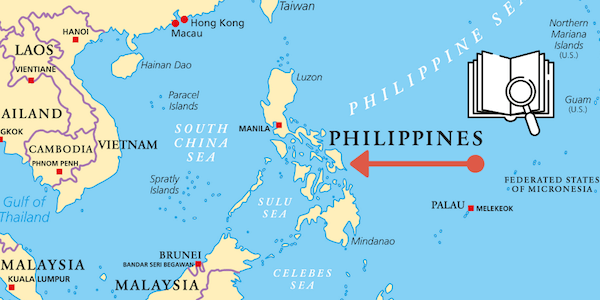 Taiwan
HANOI
Hong Kong
Macau
LAOS
VIENTIANE
Hainan Dao
Luzon
PHILIPPINE SEA
Northern
Mariana
Islands
(U.S.)
Guam
(U.S.)
Paracel
Islands
AILAND
GKOK
CAMBODIA
PHNOM PENH
VIETNAM
SOUTH
CHINA
SEA
MANILA
PHILIPPINES
Gulf of
Thailand
Spratly
Islands
SULU
SEA
FEDERATED STATES
OF MICRONESIA
PALAU
MELEKEOK
Mindanao
BRUNEI
BANDAR SERI BEGAWAN
MALAYSIA
KUALA LUMPUR
MALAYSIA
CELEBES
SEA